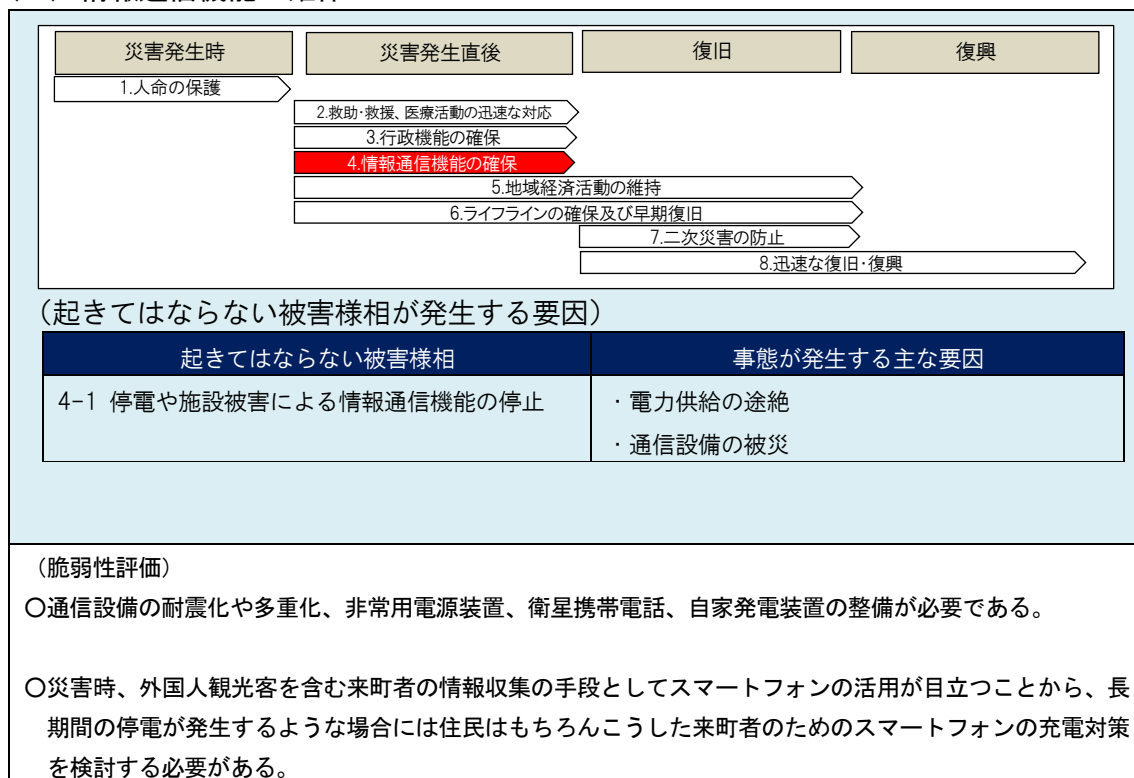 災害発生時 災害発生直後 復旧 復興
1.人命の保護
2.救助・救援、医療活動の迅速な対応
3.行政機能の確保
4.情報通信機能の確保
5.地域経済活動の維持
6.ライフラインの確保及び早期復旧
7.二次災害の防止
8.迅速な復旧・復興
（起きてはならない被害様相が発生する要因）
起きてはならない被害様相 事態が発生する主な要因
4-1 停電や施設被害による情報通信機能の停止 ・電力供給の途絶
・通信設備の被災
（脆弱性評価）
〇通信設備の耐震化や多重化、非常用電源装置、衛星携帯電話、自家発電装置の整備が必要である。
〇災害時、外国人観光客を含む来町者の情報収集の手段としてスマートフォンの活用が目立つことから、長
期間の停電が発生するような場合には住民はもちろんこうした来町者のためのスマートフォンの充電対策
を検討する必要がある。